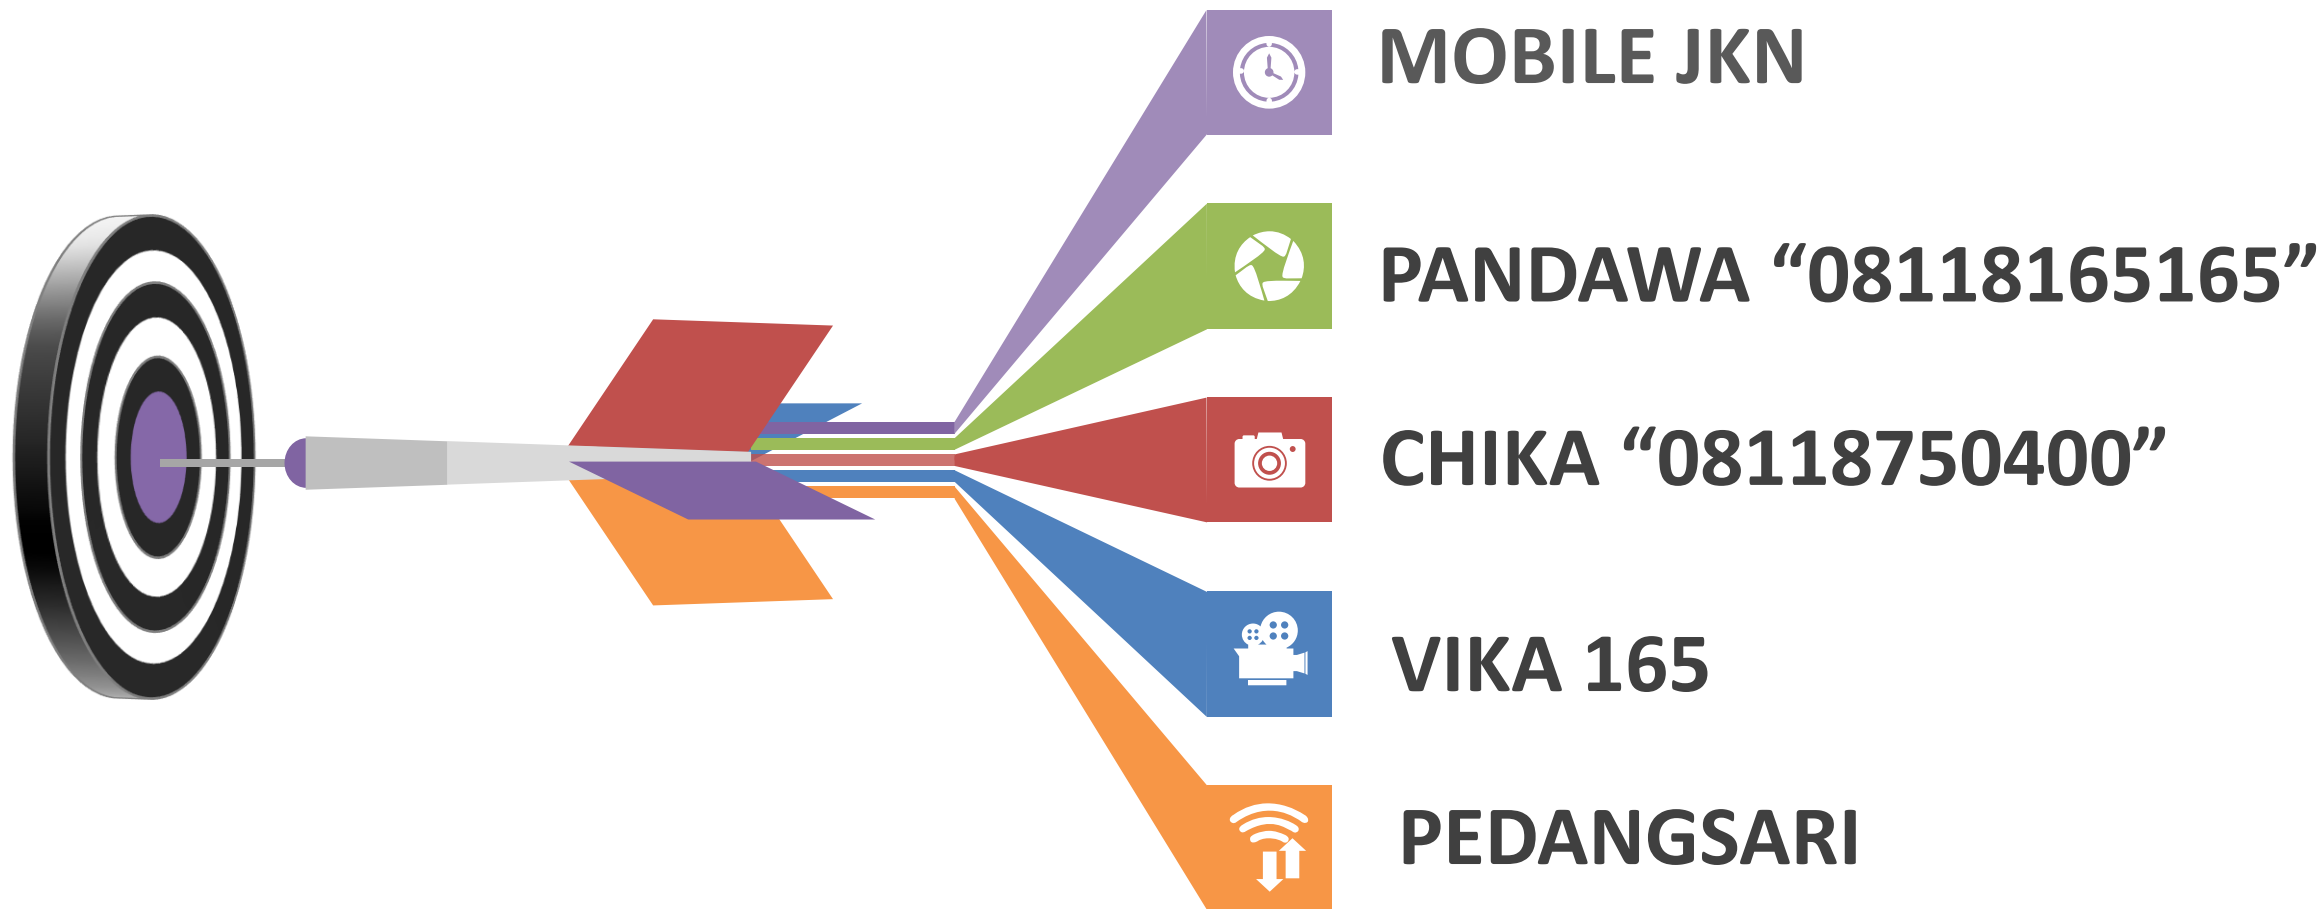 MOBILE JKN
PANDAWA “08118165165”
CHIKA “08118750400”
VIKA 165
PEDANGSARI